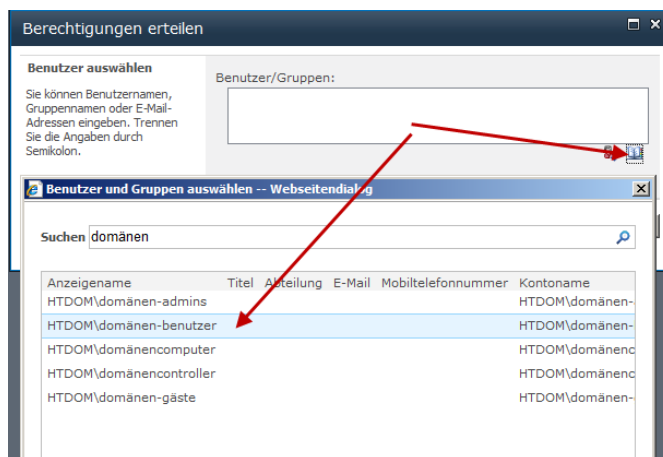 Berechtigungen erteilen
Benutzer auswählen
Sie können Benutzernamen,
Gruppennamen oder E-Mail-
Adressen eingeben. Trennen
Sie die Angaben durch
Semikolon.
Benutzer/Gruppen:
Benutzer und Gruppen auswählen -- Webseitendialog
Suchen domänen
Anzeigename Titel Abteilung E-Mail Mobiltelefonnummer Kontoname
HTDOM\domänen-admins HTDOM\domänen-
HTDOM\domänen-benutzer HTDOM\domänen-
HTDOM\domänencomputer HTDOM\domänenc
HTDOM\domänencontroller HTDOM\domänenc
HTDOM\domänen-gäste HTDOM\domänen-